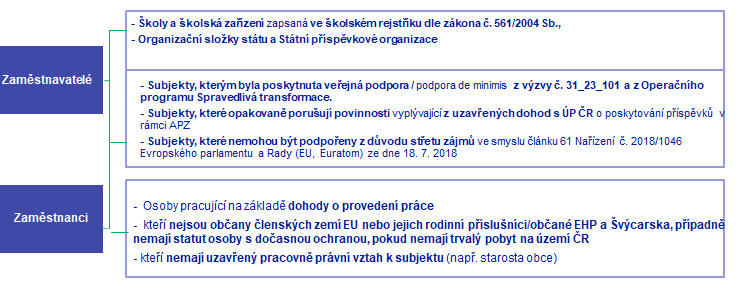 - Školy a školská zařízení zapsaná ve školském rejstříku dle zákona č. 561/2004 Sb.,
- Organizační složky státu a Státní příspěvkové organizace
Zaměstnavatelé
- Subjekty, kterým byla poskytnuta veřejná podpora / podpora de minimis z výzvy č. 31_23_101 a z Operačního
programu Spravedlivá transformace.
- Subjekty, které opakovaně porušují povinnosti vyplývající z uzavřených dohod s ÚP ČR o poskytování příspěvků v
rámci APZ
- Subjekty, které nemohou být podpořeny z důvodu střetu zájmů ve smyslu článku 61 Nařízení č. 2018/1046
Evropského parlamentu a Rady (EU, Euratom) ze dne 18. 7. 2018
Zaměstnanci
- Osoby pracující na základě dohody o provedení práce
- kteří nejsou občany členských zemí EU nebo jejich rodinní příslušníci/občané EHP a Švýcarska, případně
nemají statut osoby s dočasnou ochranou, pokud nemají trvalý pobyt na území ČR
- kteří nemají uzavřený pracovně právní vztah k subjektu (např. starosta obce)